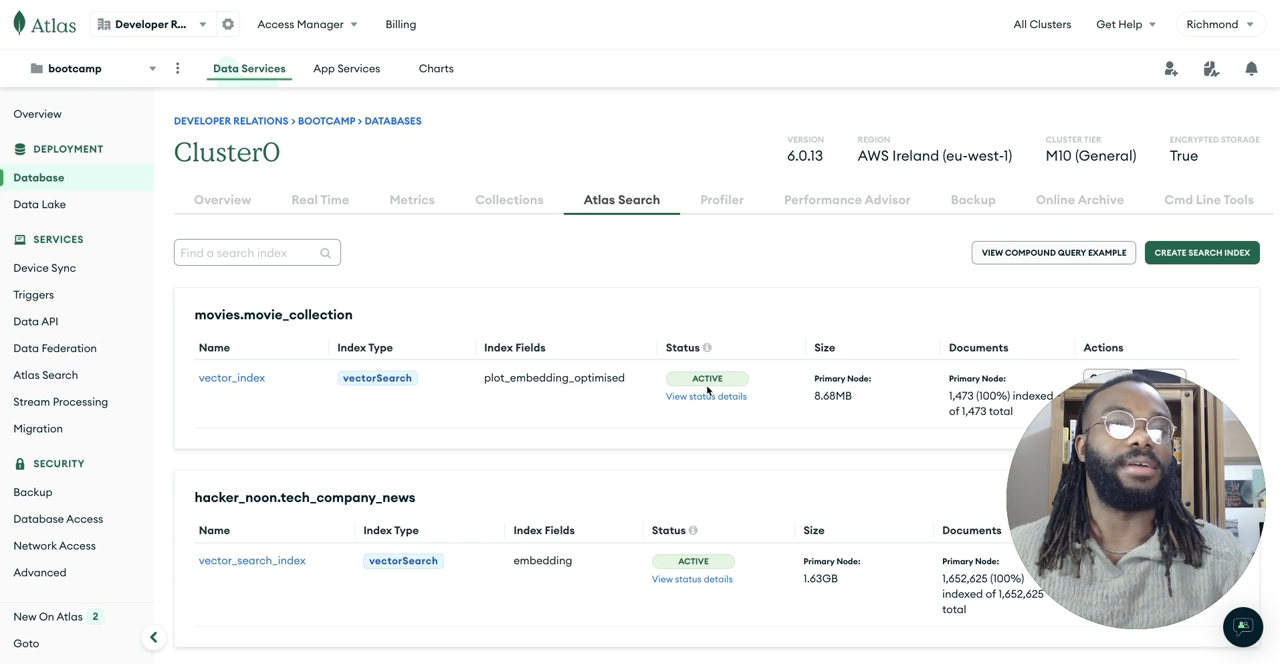 Atlas
Developer R...
Access Manager
Billing
All Clusters
Get Help
Richmond
bootcamp
Data Services
App Services
Charts
Overview
DEPLOYMENT
Database
Data Lake
SERVICES
Device Sync
Triggers
Data API
Data Federation
Atlas Search
Stream Processing
Migration
SECURITY
Backup
Database Access
Network Access
Advanced
New On Atlas 2
Goto
DEVELOPER RELATIONS > BOOTCAMP > DATABASES
Cluster0
VERSION
6.0.13
REGION
AWS Ireland (eu-west-1)
CLUSTER TIER
M10 (General)
ENCRYPTED STORAGE
True
Overview
Real Time
Metrics
Collections
Atlas Search
Profiler
Performance Advisor
Backup
Online Archive
Cmd Line Tools
Find a search index
VIEW COMPOUND QUERY EXAMPLE
CREATE SEARCH INDEX
movies.movie_collection
Name
Index Type
Index Fields
Status
Size
Documents
Actions
vector_index
vectorSearch
plot_embedding_optimised
ACTIVE
View status details
Primary Node:
8.68MB
Primary Node:
1,473 (100%) indexed
of 1,473 total
hacker_noon.tech_company_news
Name
Index Type
Index Fields
Status
Size
Documents
vector_search_index
vectorSearch
embedding
ACTIVE
View status details
Primary Node:
1.63GB
Primary Node:
1,652,625 (100%)
indexed of 1,652,625
total